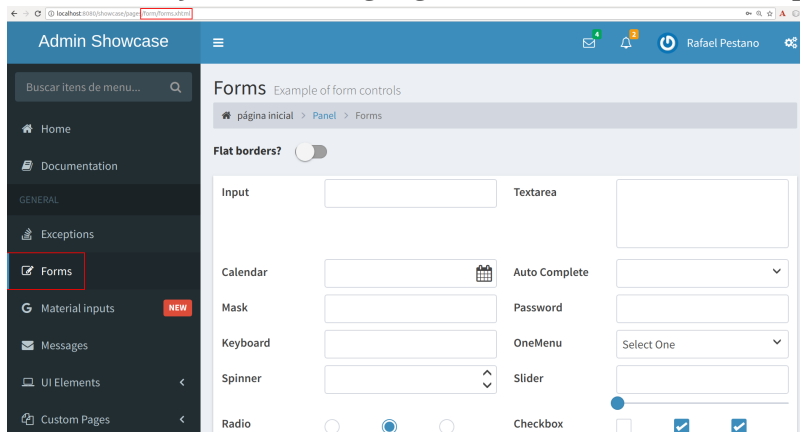 localhost:8080/showcase/page/form/forms.xhtml
Admin Showcase
4
2
Rafael Pestano
Buscar itens de menu...
Home
Documentation
GENERAL
Exceptions
Forms
Material inputs NEW
Messages
UI Elements
Custom Pages
Forms Example of form controls
página inicial > Panel > Forms
Flat borders?
Input
Textarea
Calendar
Auto Complete
Mask
Password
Keyboard
OneMenu
Select One
Spinner
Slider
Radio
Checkbox